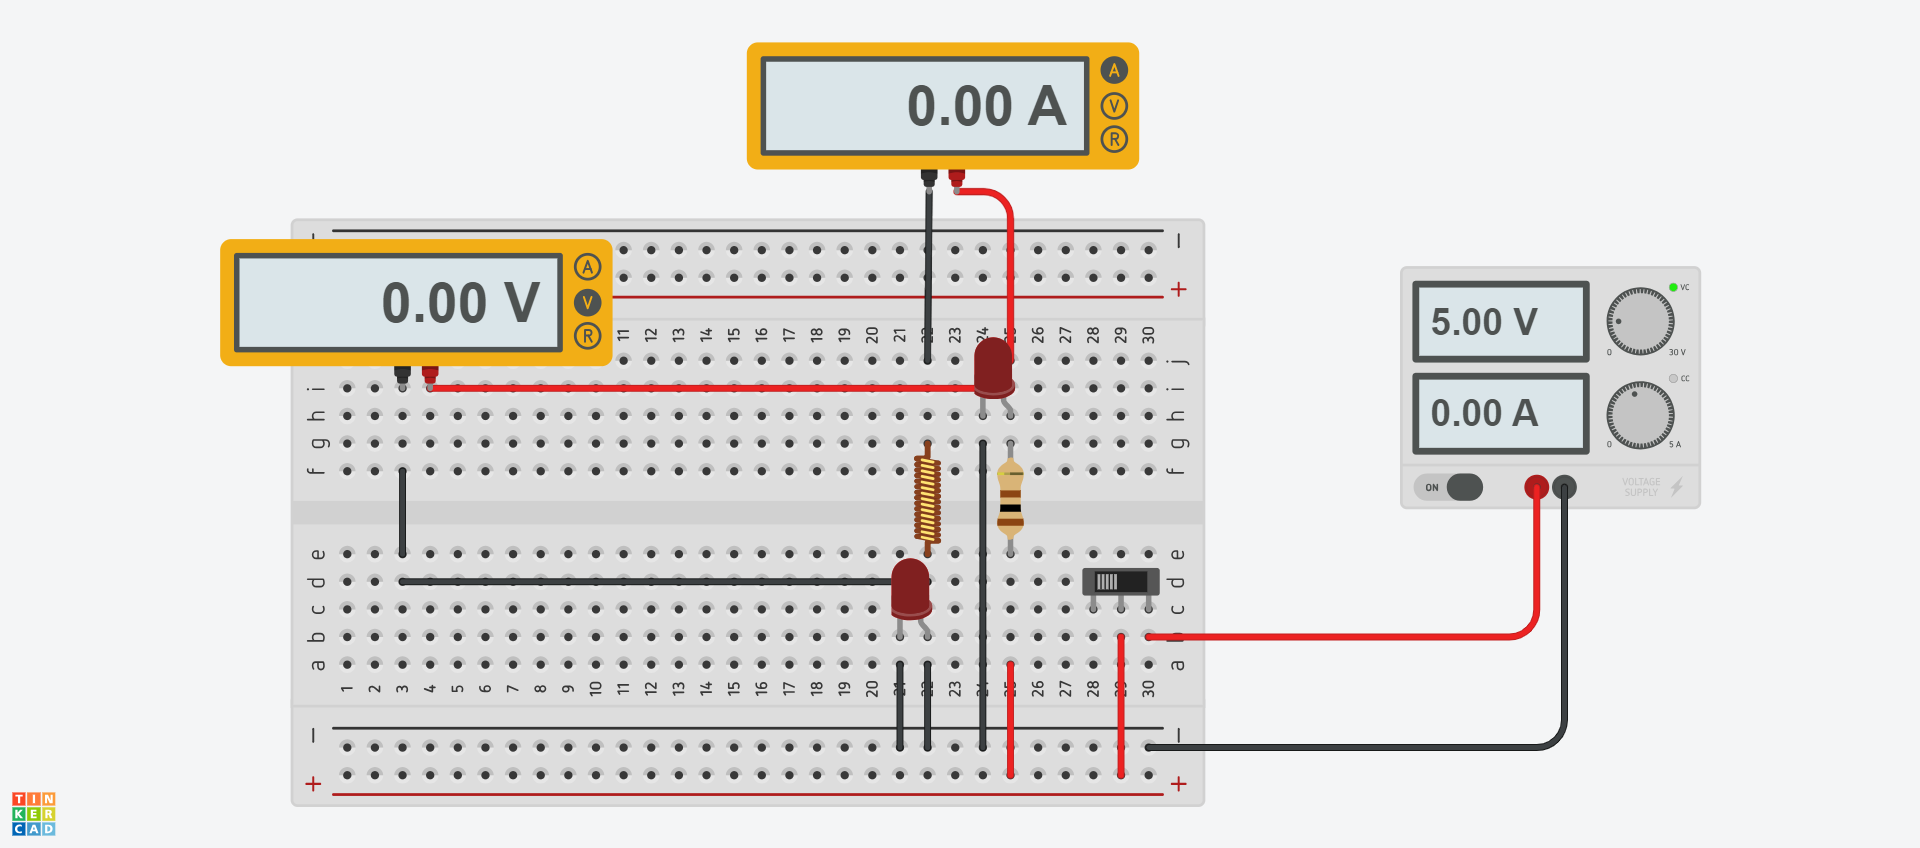 0.00 A
A
V
R
0.00 V
A
V
R
− −
+
11 12 13 14 15 16 17 18 19 20 21 22 23 24 25 26 27 28 29 30
j
i i
h h
g g
f f
e e
d d
c c
b b
a a
1 2 3 4 5 6 7 8 9 10 11 12 13 14 15 16 17 18 19 20 21 22 23 24 25 26 27 28 29 30
− −
+ +
5.00 V
VC
0 30 V
0.00 A
CC
0 5 A
ON
VOLTAGE
SUPPLY
TIN
KER
CAD